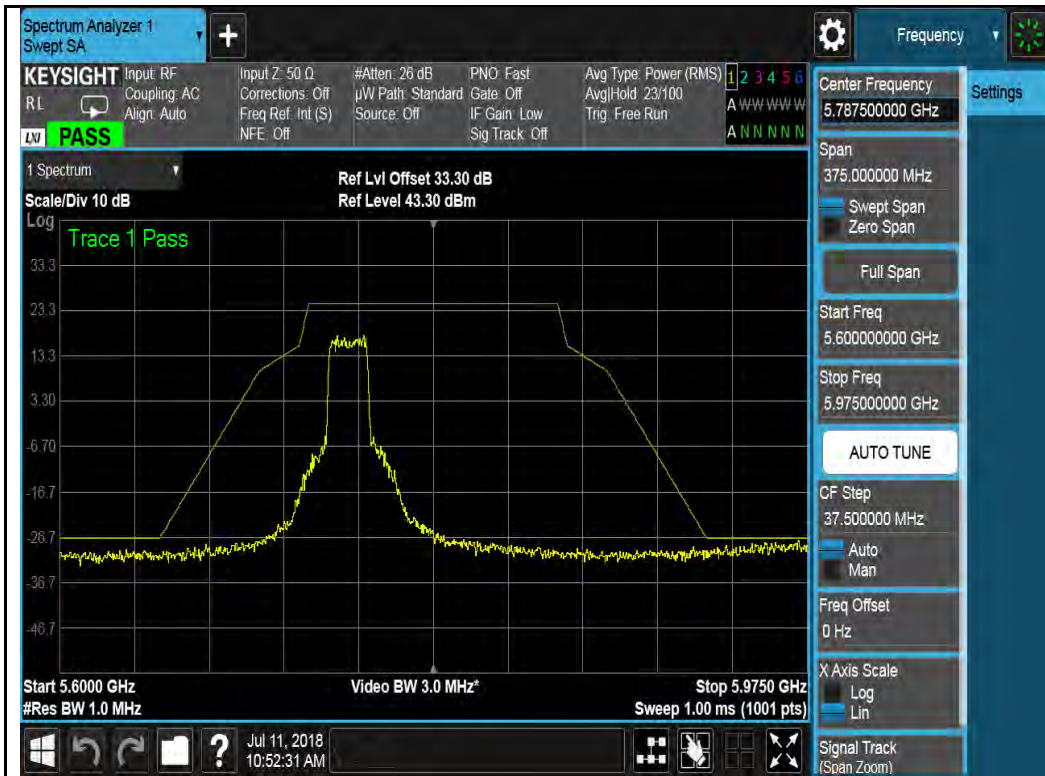 Spectrum Analyzer 1
Swept SA
+
Frequency
KEYSIGHT
RL
LXI PASS
Input: RF
Coupling: AC
Align: Auto
Input Z: 50 Ω
Corrections: Off
Freq Ref: Int (S)
NFE: Off
#Atten: 26 dB
µW Path: Standard
Source: Off
PNO: Fast
Gate: Off
IF Gain: Low
Sig Track: Off
Avg Type: Power (RMS)
Avg|Hold: 23/100
Trig: Free Run
1 2 3 4 5 6
A W W W W W
A N N N N N
1 Spectrum
Scale/Div 10 dB
Ref Lvl Offset 33.30 dB
Ref Level 43.30 dBm
Log
Trace 1 Pass
33.3
23.3
13.3
3.30
-6.70
-16.7
-26.7
-36.7
-46.7
Start 5.6000 GHz
#Res BW 1.0 MHz
Video BW 3.0 MHz*
Stop 5.9750 GHz
Sweep 1.00 ms (1001 pts)
?
Jul 11, 2018
10:52:31 AM
Center Frequency
5.787500000 GHz
Span
375.000000 MHz
Swept Span
Zero Span
Full Span
Start Freq
5.600000000 GHz
Stop Freq
5.975000000 GHz
AUTO TUNE
CF Step
37.500000 MHz
Auto
Man
Freq Offset
0 Hz
X Axis Scale
Log
Lin
Signal Track
(Span Zoom)
Settings